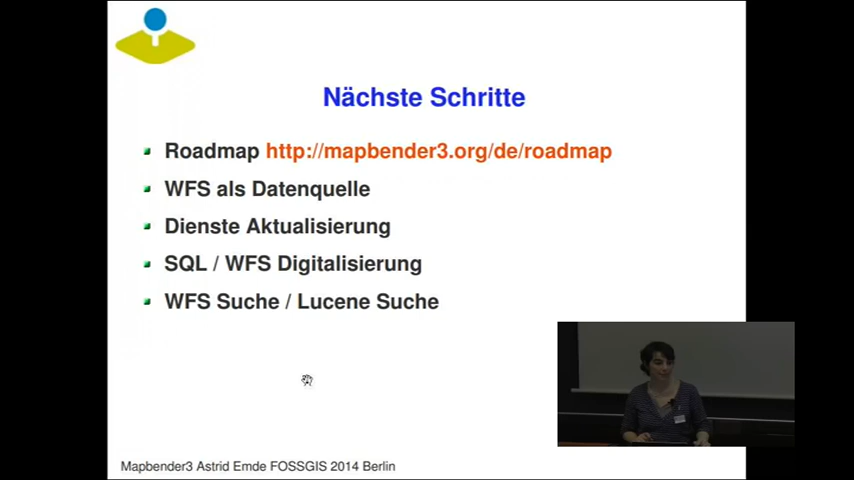 Nächste Schritte
Roadmap http://mapbender3.org/de/roadmap
WFS als Datenquelle
Dienste Aktualisierung
SQL / WFS Digitalisierung
WFS Suche / Lucene Suche
Mapbender3 Astrid Emde FOSSGIS 2014 Berlin